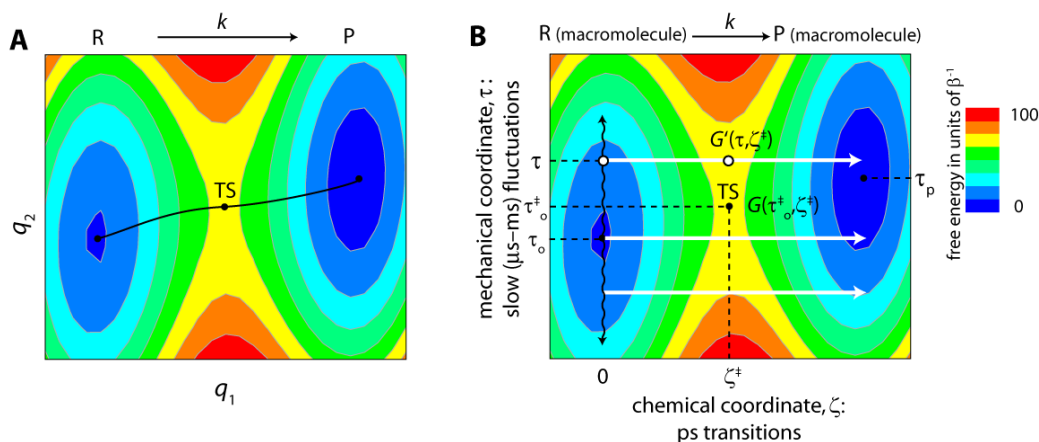 A
R
k
P
TS
q₂
q₁
B
R (macromolecule)
k
P (macromolecule)
mechanical coordinate, τ :
slow (μs-ms) fluctuations
τ
τ‡o
τo
G'(τ,ζ‡)
TS
G(τ‡o,ζ‡)
τp
0
ζ‡
chemical coordinate, ζ:
ps transitions
100
0
free energy in units of β-1